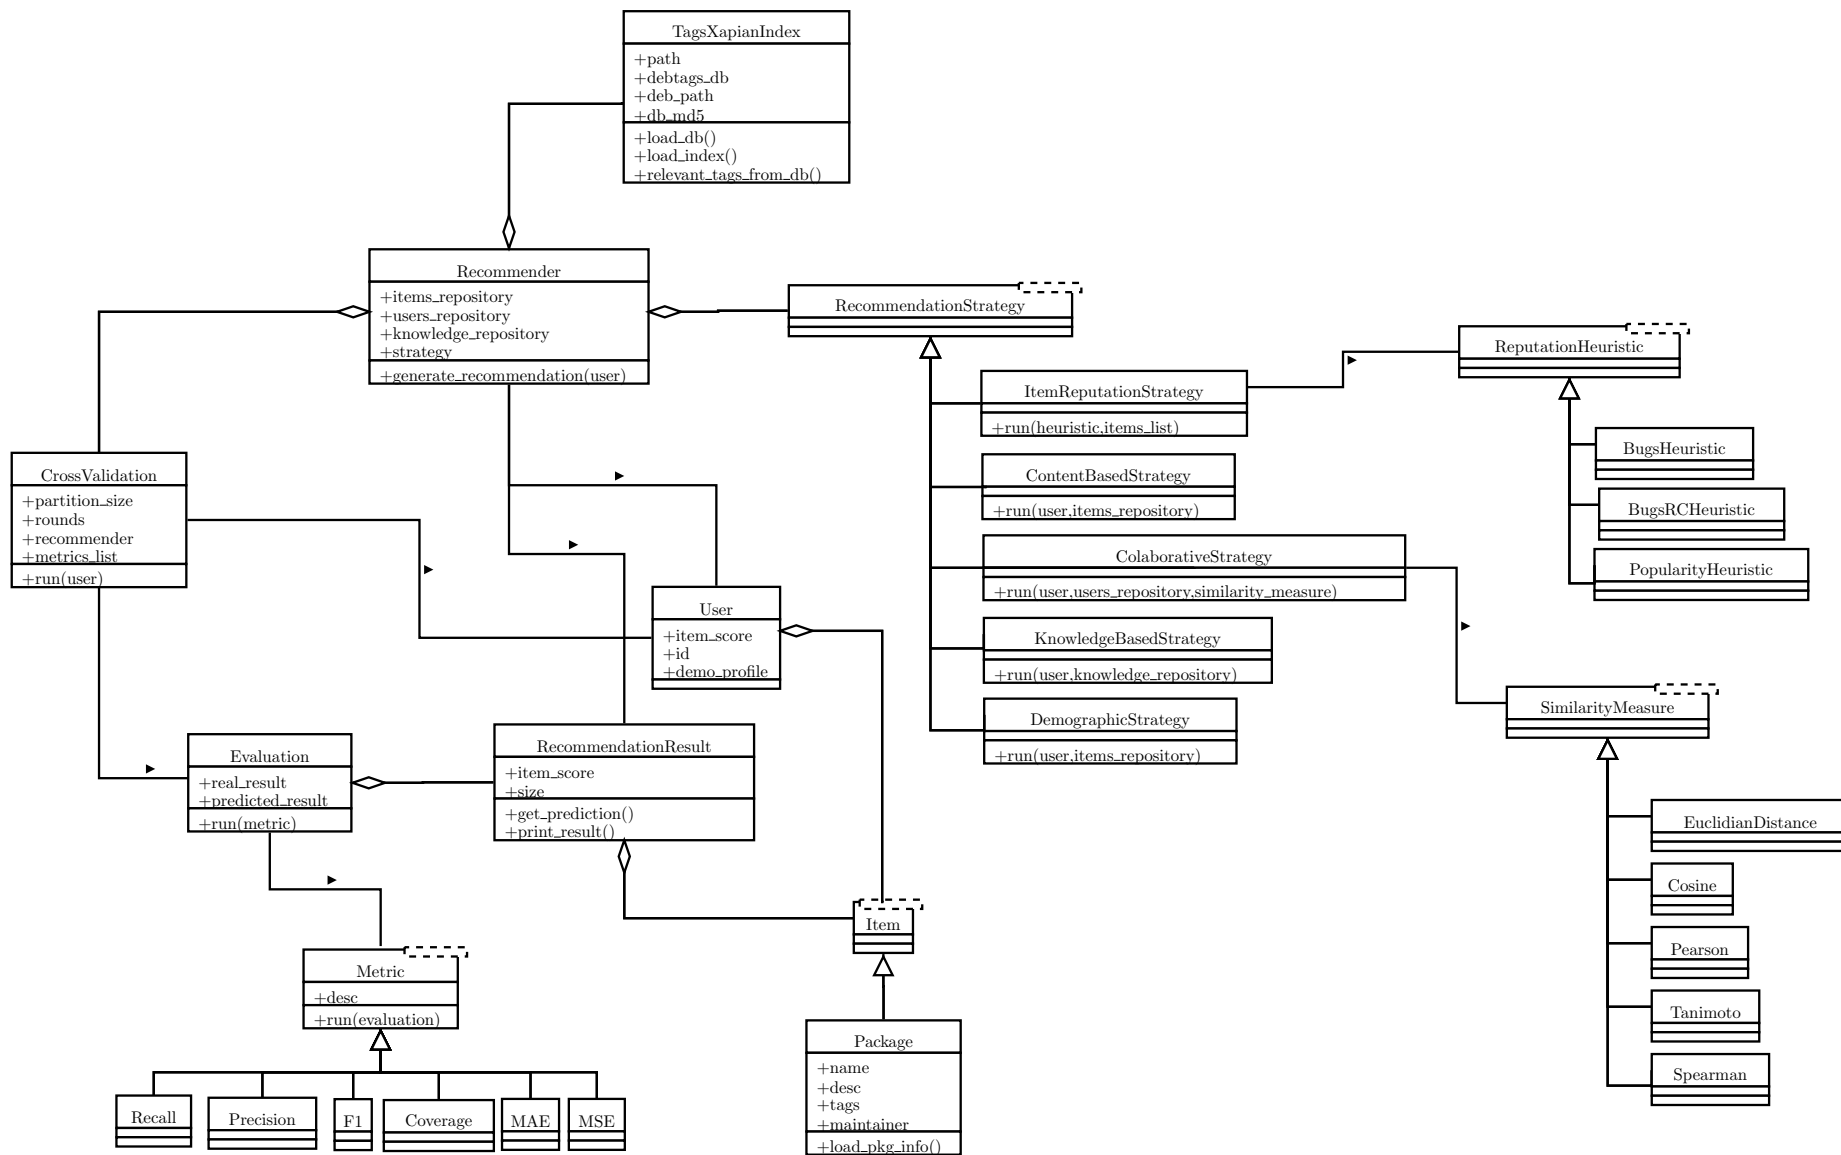 TagsXapianIndex
+path
+debtags_db
+deb_path
+db_md5
+load_db()
+load_index()
+relevant_tags_from_db()
Recommender
+items_repository
+users_repository
+knowledge_repository
+strategy
+generate_recommendation(user)
RecommendationStrategy
ReputationHeuristic
ItemReputationStrategy
+run(heuristic,items_list)
BugsHeuristic
BugsRCHeuristic
PopularityHeuristic
ContentBasedStrategy
+run(user,items_repository)
ColaborativeStrategy
+run(user,users_repository,similarity_measure)
KnowledgeBasedStrategy
+run(user,knowledge_repository)
DemographicStrategy
+run(user,items_repository)
CrossValidation
+partition_size
+rounds
+recommender
+metrics_list
+run(user)
User
+item_score
+id
+demo_profile
SimilarityMeasure
EuclidianDistance
Cosine
Pearson
Tanimoto
Spearman
Evaluation
+real_result
+predicted_result
+run(metric)
RecommendationResult
+item_score
+size
+get_prediction()
+print_result()
Item
Metric
+desc
+run(evaluation)
Package
+name
+desc
+tags
+maintainer
+load_pkg_info()
Recall
Precision
F1
Coverage
MAE
MSE